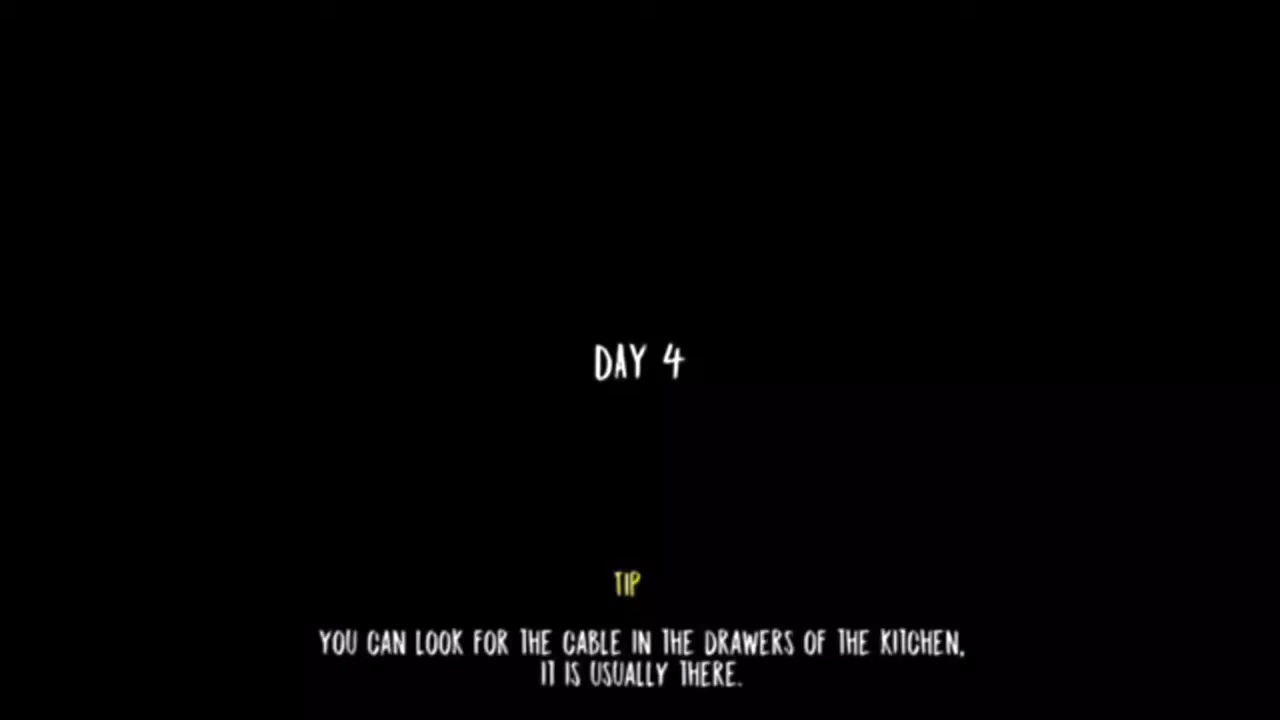 DAY 4
TIP
YOU CAN LOOK FOR THE CABLE IN THE DRAWERS OF THE KITCHEN,
IT IS USUALLY THERE.